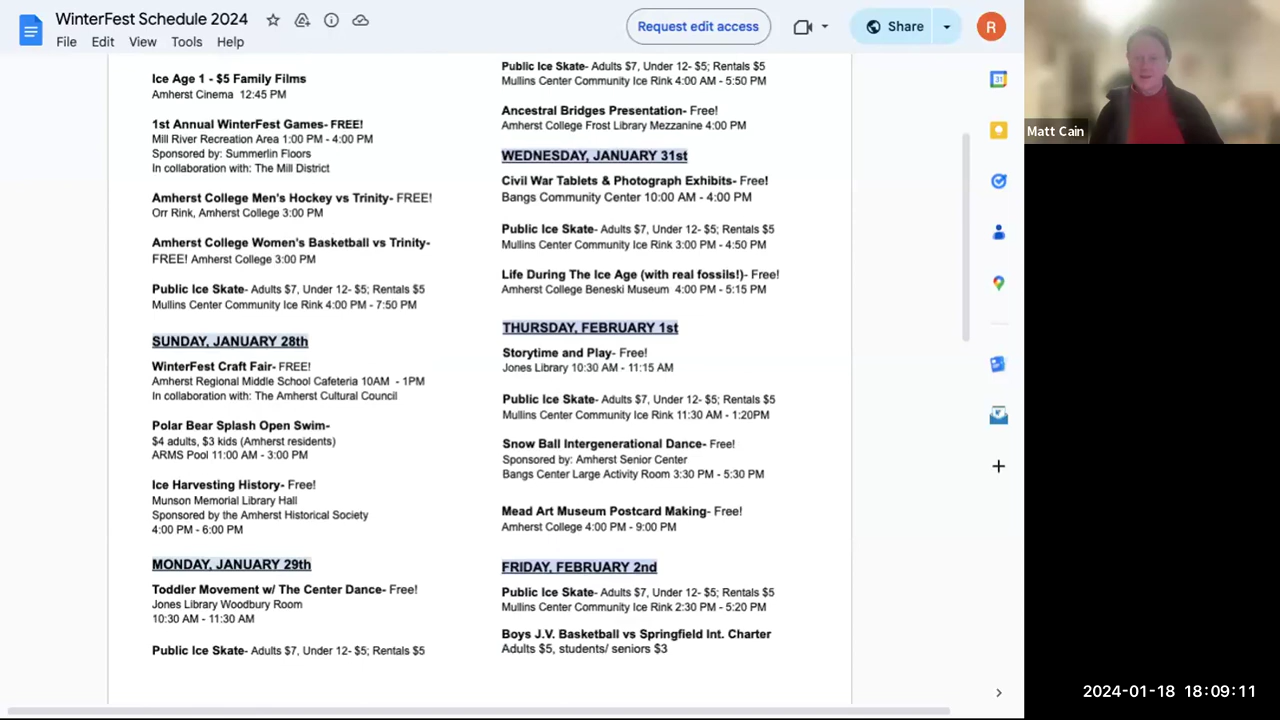 WinterFest Schedule 2024
File Edit View Tools Help
Request edit access
Share
R
Ice Age 1 - $5 Family Films
Amherst Cinema 12:45 PM
1st Annual WinterFest Games- FREE!
Mill River Recreation Area 1:00 PM - 4:00 PM
Sponsored by: Summerlin Floors
In collaboration with: The Mill District
Amherst College Men's Hockey vs Trinity- FREE!
Orr Rink, Amherst College 3:00 PM
Amherst College Women's Basketball vs Trinity-
FREE! Amherst College 3:00 PM
Public Ice Skate- Adults $7, Under 12- $5; Rentals $5
Mullins Center Community Ice Rink 4:00 PM - 7:50 PM
SUNDAY, JANUARY 28th
WinterFest Craft Fair- FREE!
Amherst Regional Middle School Cafeteria 10AM - 1PM
In collaboration with: The Amherst Cultural Council
Polar Bear Splash Open Swim-
$4 adults, $3 kids (Amherst residents)
ARMS Pool 11:00 AM - 3:00 PM
Ice Harvesting History- Free!
Munson Memorial Library Hall
Sponsored by the Amherst Historical Society
4:00 PM - 6:00 PM
MONDAY, JANUARY 29th
Toddler Movement w/ The Center Dance- Free!
Jones Library Woodbury Room
10:30 AM - 11:30 AM
Public Ice Skate- Adults $7, Under 12- $5; Rentals $5
Public Ice Skate- Adults $7, Under 12- $5; Rentals $5
Mullins Center Community Ice Rink 4:00 AM - 5:50 PM
Ancestral Bridges Presentation- Free!
Amherst College Frost Library Mezzanine 4:00 PM
WEDNESDAY, JANUARY 31st
Civil War Tablets & Photograph Exhibits- Free!
Bangs Community Center 10:00 AM - 4:00 PM
Public Ice Skate- Adults $7, Under 12- $5; Rentals $5
Mullins Center Community Ice Rink 3:00 PM - 4:50 PM
Life During The Ice Age (with real fossils!)- Free!
Amherst College Beneski Museum 4:00 PM - 5:15 PM
THURSDAY, FEBRUARY 1st
Storytime and Play- Free!
Jones Library 10:30 AM - 11:15 AM
Public Ice Skate- Adults $7, Under 12- $5; Rentals $5
Mullins Center Community Ice Rink 11:30 AM - 1:20PM
Snow Ball Intergenerational Dance- Free!
Sponsored by: Amherst Senior Center
Bangs Center Large Activity Room 3:30 PM - 5:30 PM
Mead Art Museum Postcard Making- Free!
Amherst College 4:00 PM - 9:00 PM
FRIDAY, FEBRUARY 2nd
Public Ice Skate- Adults $7, Under 12- $5; Rentals $5
Mullins Center Community Ice Rink 2:30 PM - 5:20 PM
Boys J.V. Basketball vs Springfield Int. Charter
Adults $5, students/ seniors $3
31
Matt Cain
2024-01-18 18:09:11